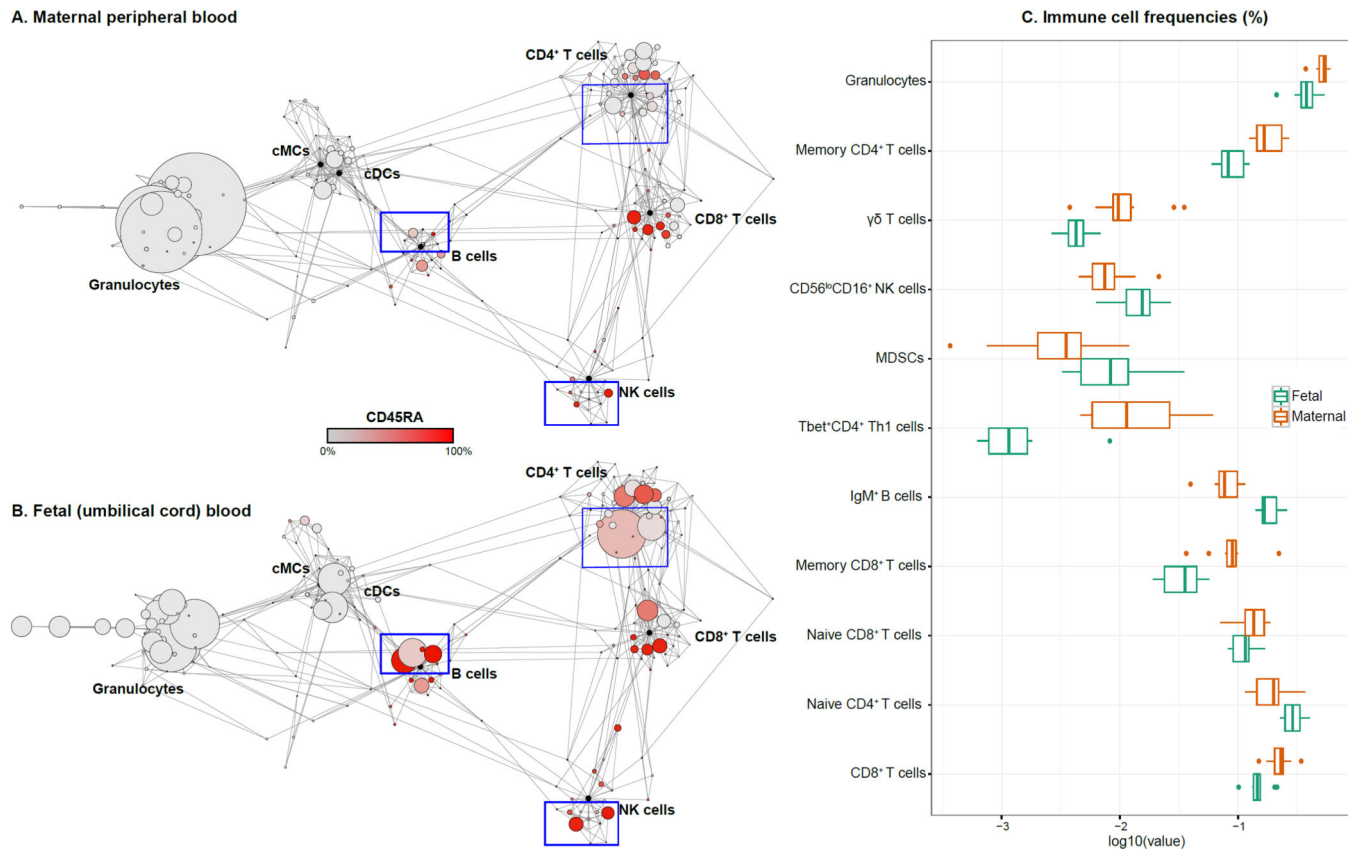 A. Maternal peripheral blood
CD4⁺ T cells
cMCs
cDCs
CD8⁺ T cells
B cells
Granulocytes
NK cells
CD45RA
0%
100%
B. Fetal (umbilical cord) blood
CD4⁺ T cells
cMCs
cDCs
CD8⁺ T cells
B cells
Granulocytes
NK cells
C. Immune cell frequencies (%)
Granulocytes
Memory CD4⁺ T cells
γδ T cells
CD56ˡᵒCD16⁺ NK cells
MDSCs
Tbet⁺CD4⁺ Th1 cells
IgM⁺ B cells
Memory CD8⁺ T cells
Naive CD8⁺ T cells
Naive CD4⁺ T cells
CD8⁺ T cells
Fetal
Maternal
−3
−2
−1
log10(value)